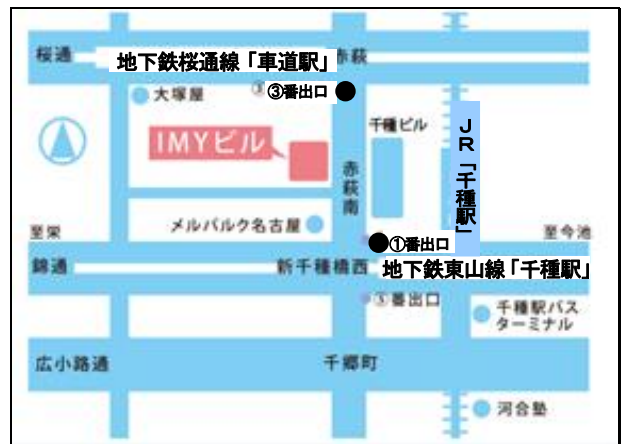 桜通
地下鉄桜通線「車道駅」
赤萩
大塚屋
③
③番出口
千種ビル
JR「千種駅」
IMYビル
赤萩南
メルパルク名古屋
至栄
①番出口
至今池
錦通
新千種橋西
地下鉄東山線「千種駅」
⑤番出口
千種駅バス
ターミナル
広小路通
千郷町
河合塾